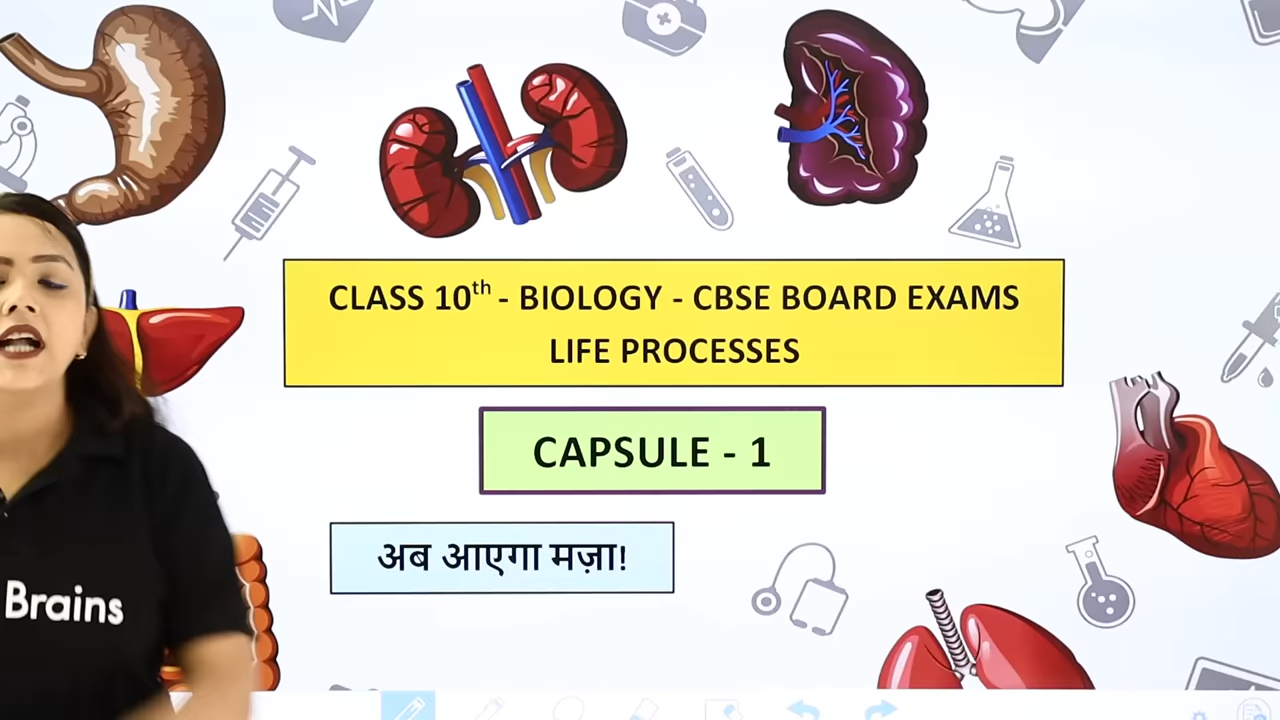 CLASS 10th - BIOLOGY - CBSE BOARD EXAMS
LIFE PROCESSES
CAPSULE - 1
अब आएगा मज़ा!
Brains